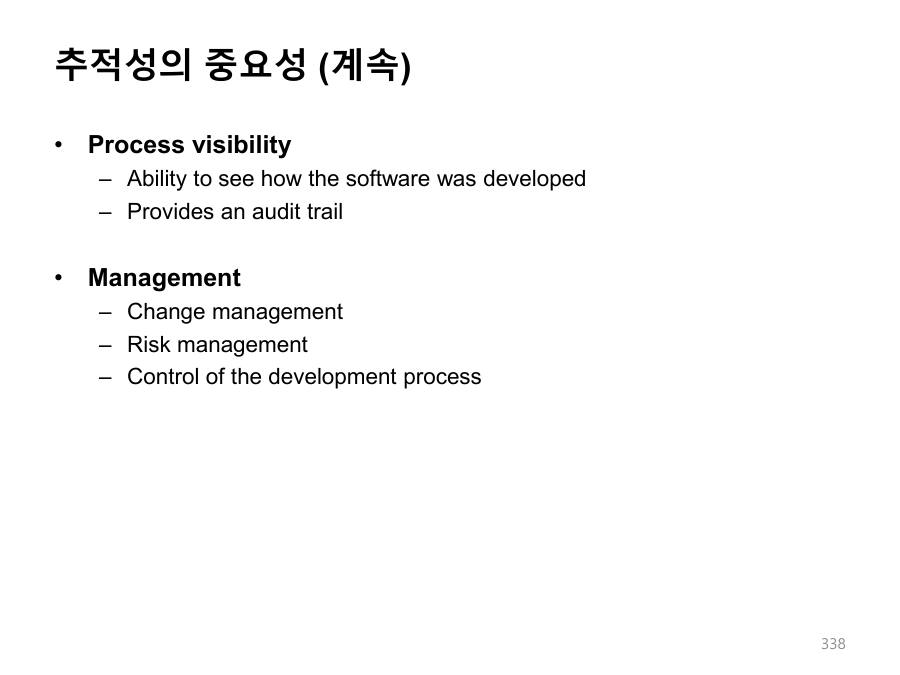 추적성의 중요성 (계속)
• Process visibility
– Ability to see how the software was developed
– Provides an audit trail
• Management
– Change management
– Risk management
– Control of the development process
338